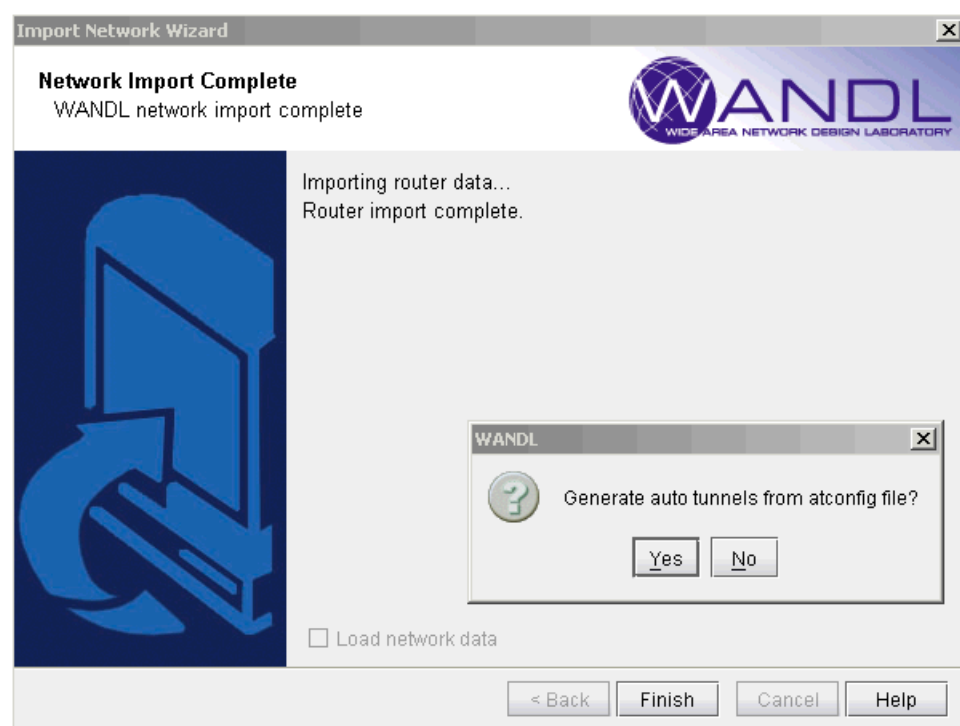 Import Network Wizard
Network Import Complete
WANDL network import complete
WANDL
WIDE AREA NETWORK DESIGN LABORATORY
Importing router data...
Router import complete.
WANDL
Generate auto tunnels from atconfig file?
Yes
No
Load network data
< Back
Finish
Cancel
Help